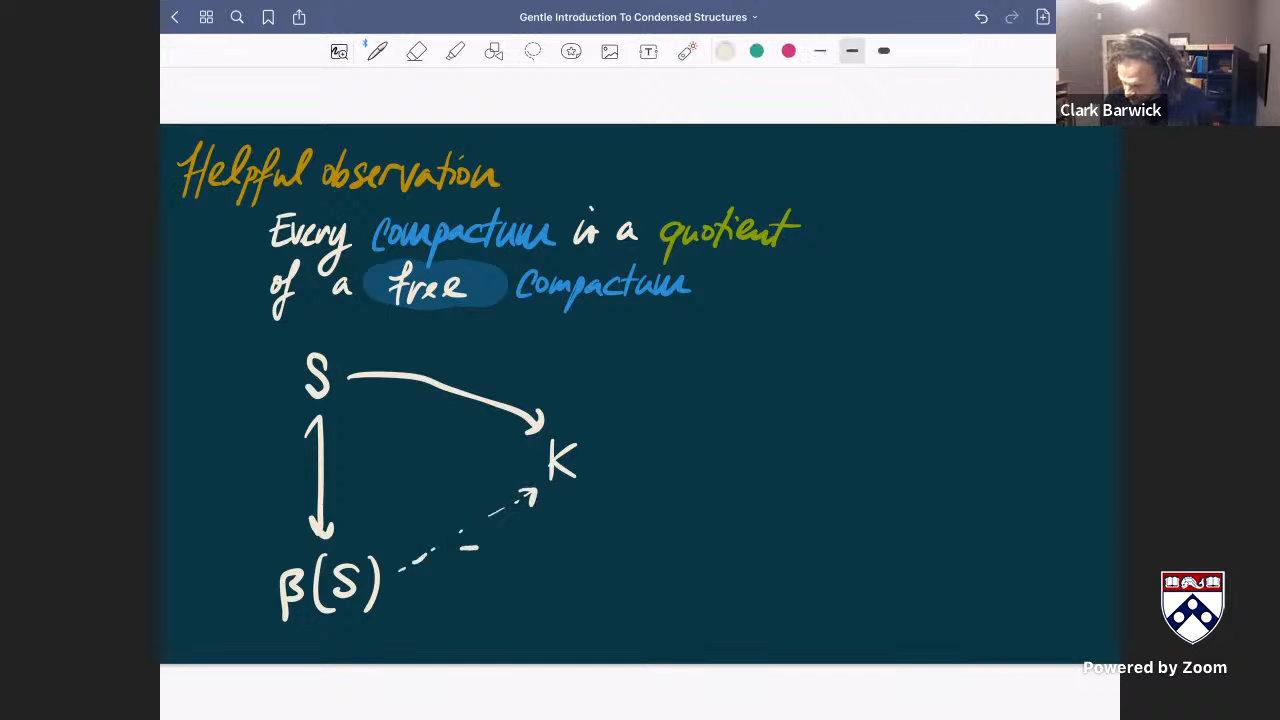 Gentle Introduction To Condensed Structures
Clark Barwick
Helpful observation
Every compactum is a quotient
of a free compactum
S
K
β(S)
Powered by Zoom